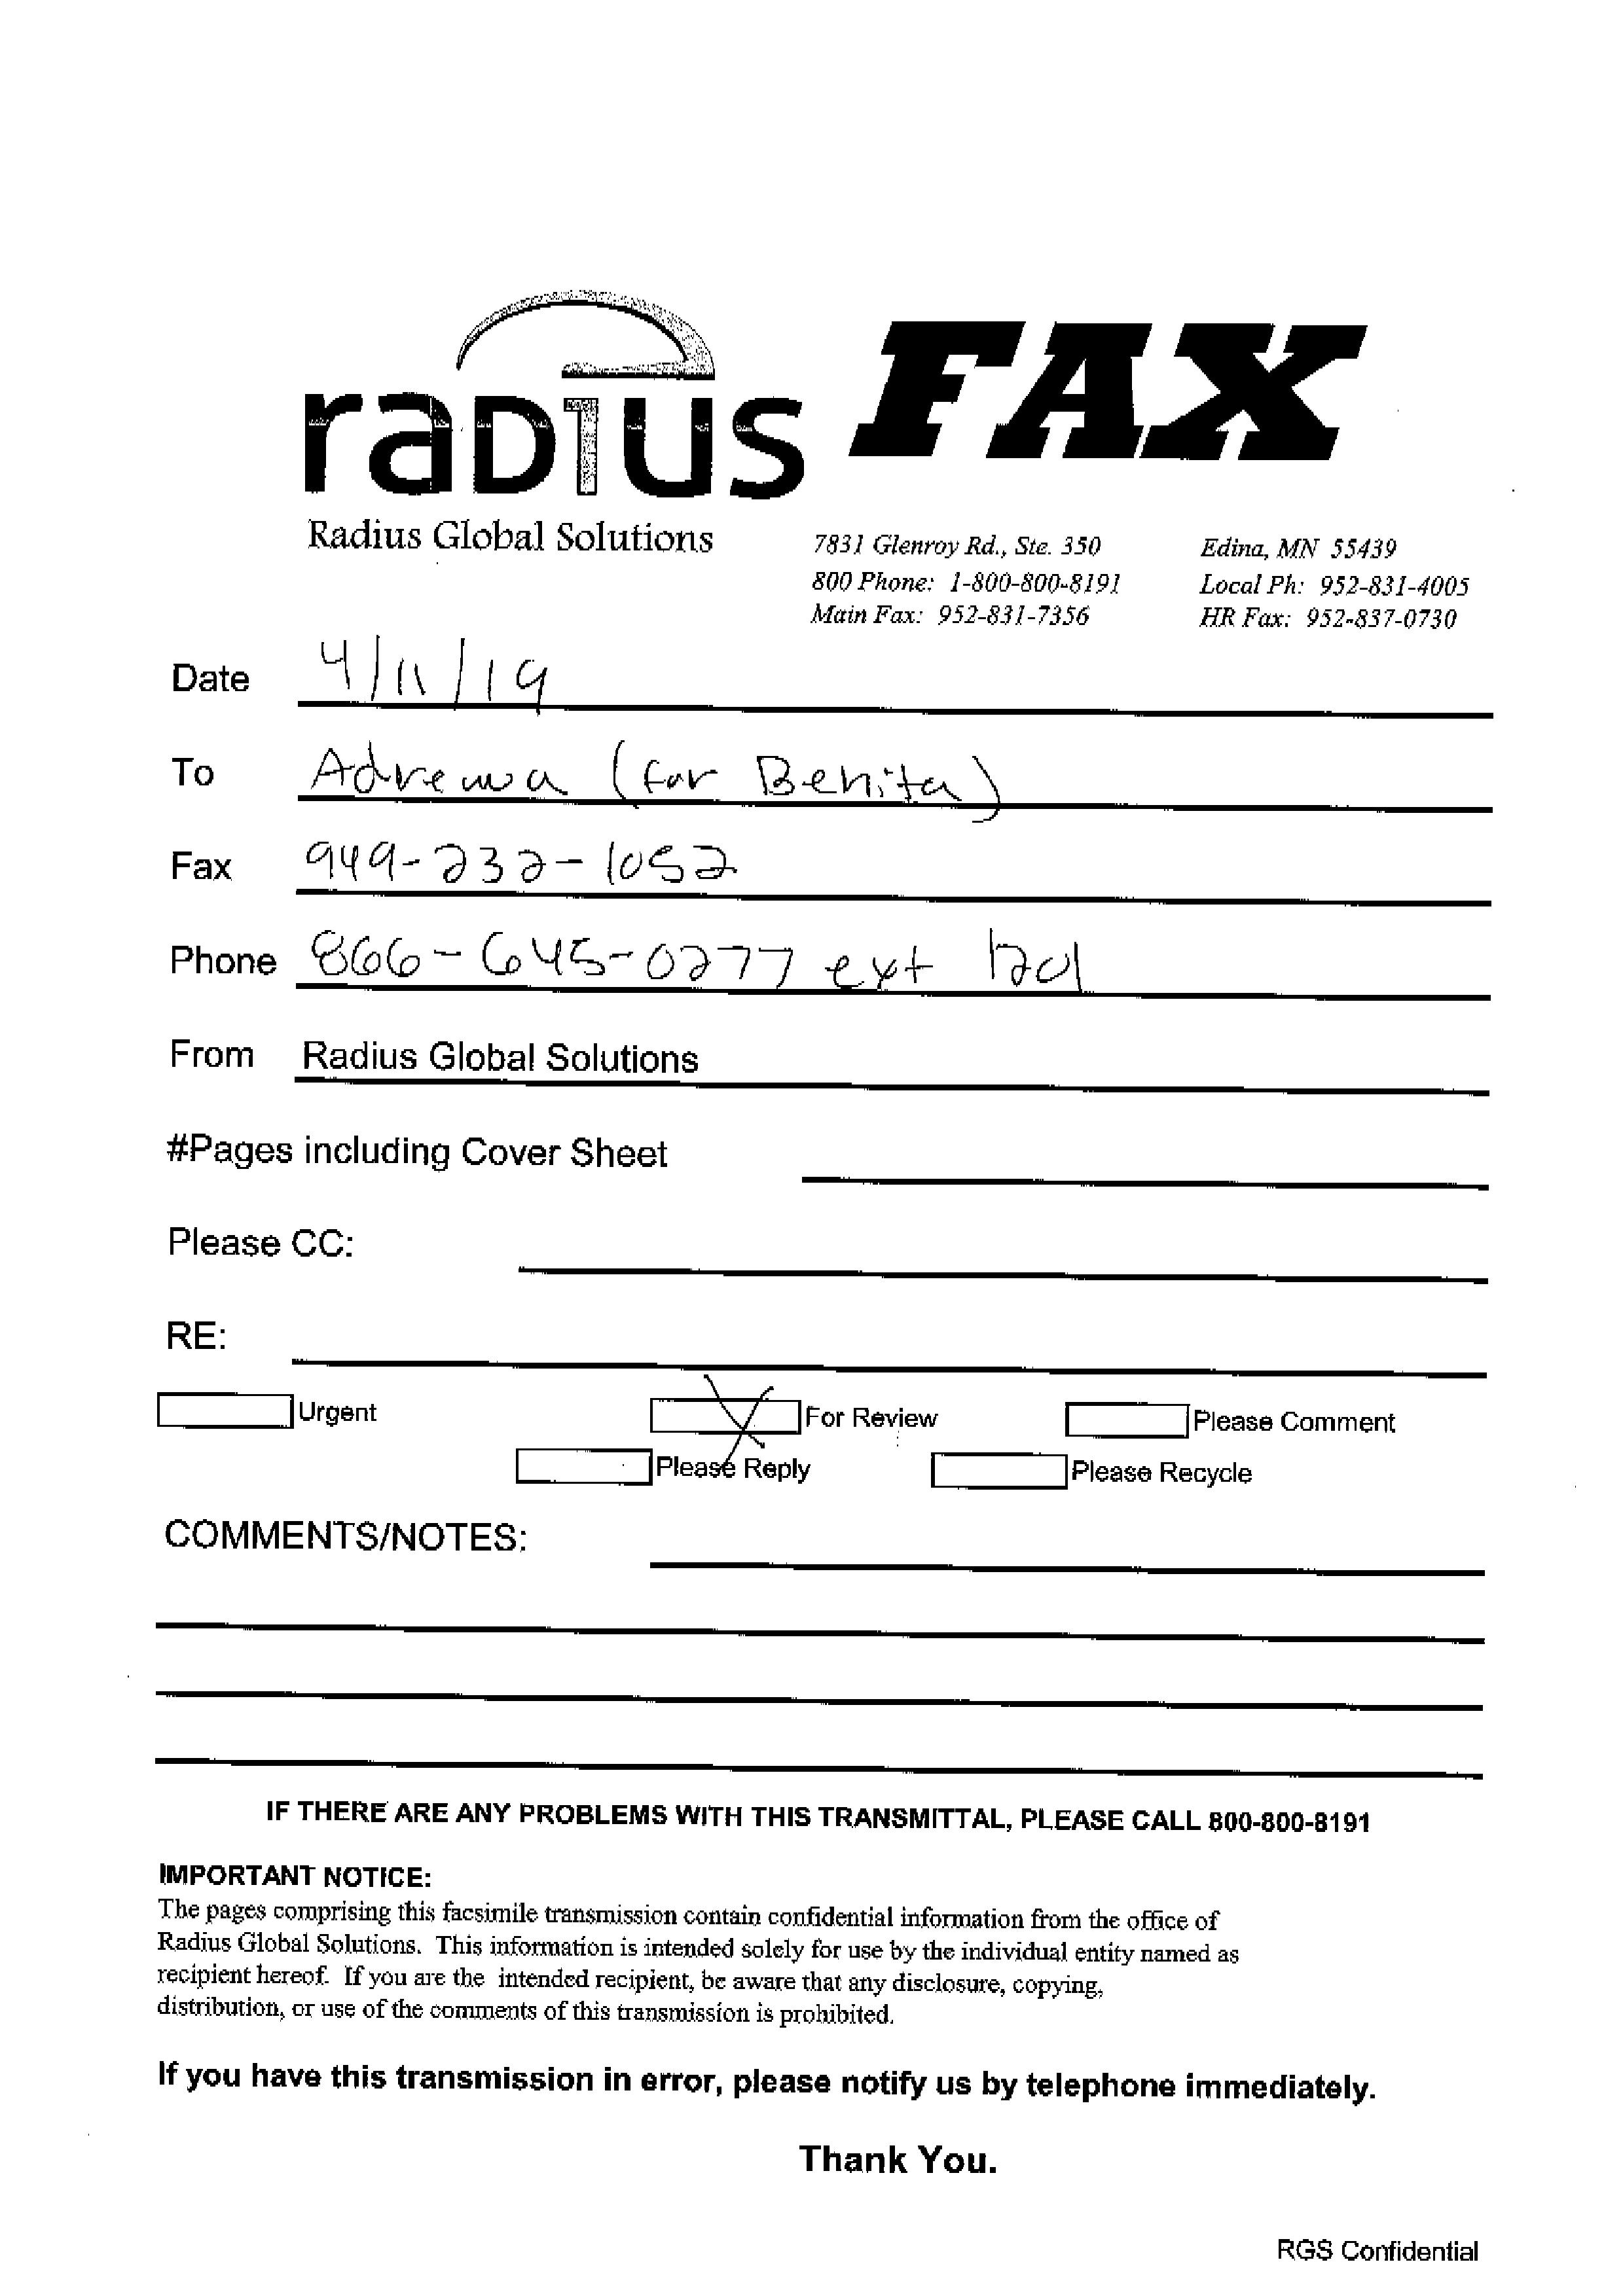 raDIUS FAX
Radius Global Solutions
7831 Glenroy Rd., Ste. 350 Edina, MN 55439
800 Phone: 1-800-800-8191 Local Ph: 952-831-4005
Main Fax: 952-831-7356 HR Fax: 952-837-0730
Date 4/11/19
To (for Benita)
Fax 949-232-1052
Phone 866-645-0277 ext
From Radius Global Solutions
#Pages including Cover Sheet
Please CC:
RE:
Urgent For Review Please Comment
Please Reply Please Recycle
COMMENTS/NOTES:
IF THERE ARE ANY PROBLEMS WITH THIS TRANSMITTAL, PLEASE CALL 800-800-8191
IMPORTANT NOTICE:
The pages comprising this facsimile transmission contain confidential information from the office of
Radius Global Solutions. This information is intended solely for use by the individual entity named as
recipient hereof. If you are the intended recipient, be aware that any disclosure, copying,
distribution, or use of the comments of this transmission is prohibited.
If you have this transmission in error, please notify us by telephone immediately.
Thank You.
RGS Confidential